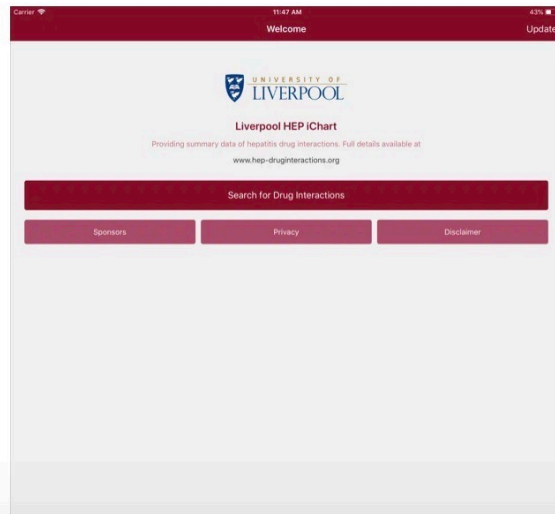 Carrier 11:47 AM 43%
Welcome Update
UNIVERSITY OF
LIVERPOOL
Liverpool HEP iChart
Providing summary data of hepatitis drug interactions. Full details available at
www.hep-druginteractions.org
Search for Drug Interactions
Sponsors Privacy Disclaimer